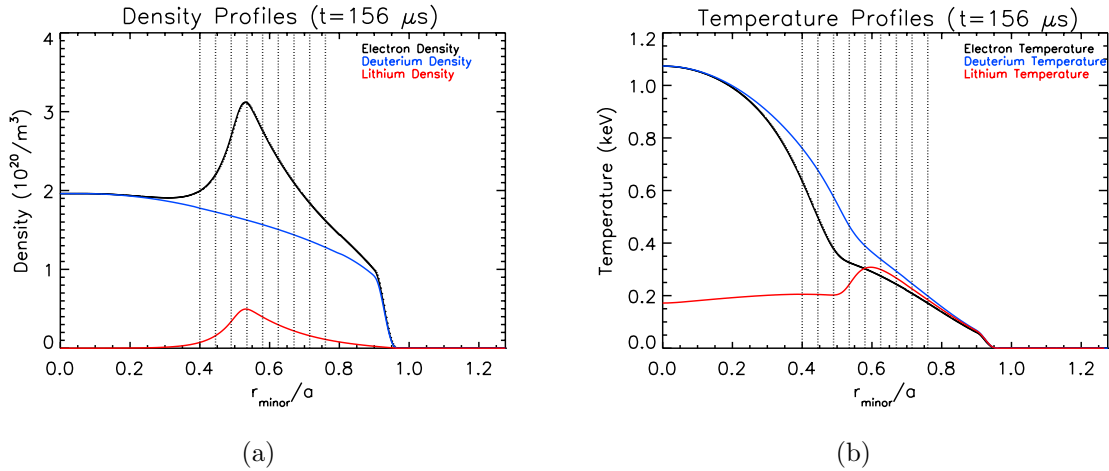 Density Profiles (t=156 μs)
Electron Density
Deuterium Density
Lithium Density
4
3
2
1
0
Density (10^20/m^3)
0.0 0.2 0.4 0.6 0.8 1.0 1.2
r_minor/a
(a)
Temperature Profiles (t=156 μs)
Electron Temperature
Deuterium Temperature
Lithium Temperature
1.2
1.0
0.8
0.6
0.4
0.2
0.0
Temperature (keV)
0.0 0.2 0.4 0.6 0.8 1.0 1.2
r_minor/a
(b)